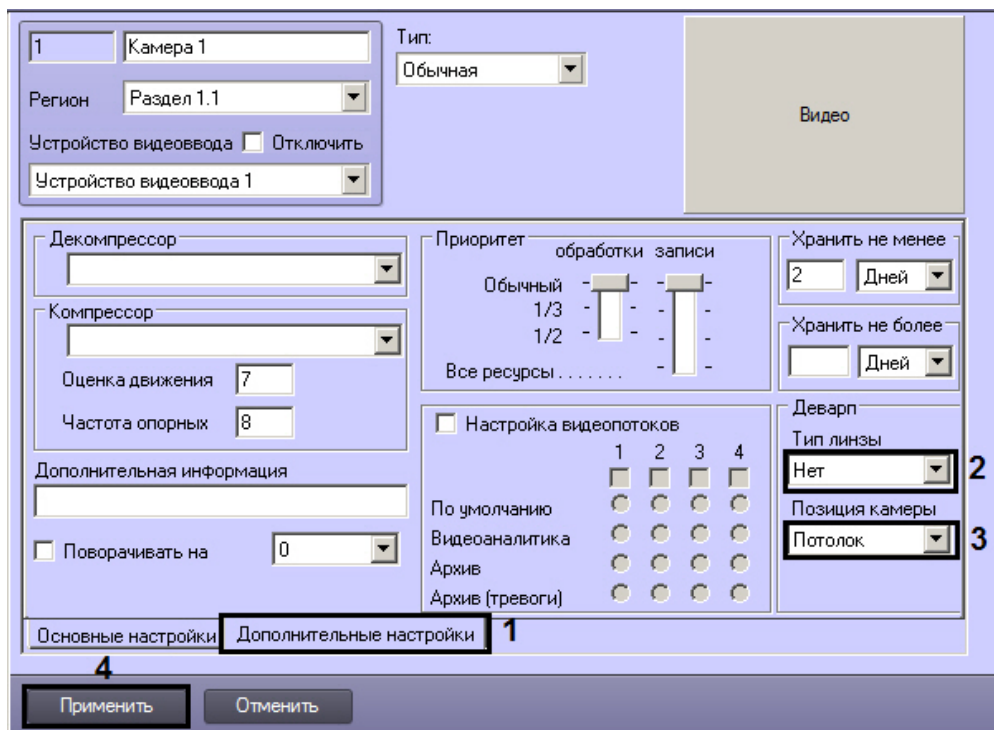 1 Камера 1
Тип:
Обычная
Регион Раздел 1.1
Устройство видеоввода Отключить
Устройство видеоввода 1
Видео
Декомпрессор
Компрессор
Оценка движения 7
Частота опорных 8
Дополнительная информация
Поворачивать на 0
Приоритет
обработки записи
Обычный
1/3
1/2
Все ресурсы . . . . . . .
Настройка видеопотоков
1 2 3 4
По умолчанию
Видеоаналитика
Архив
Архив (тревоги)
Хранить не менее
2 Дней
Хранить не более
Дней
Деварп
Тип линзы
Нет 2
Позиция камеры
Потолок 3
Основные настройки Дополнительные настройки 1
4
Применить Отменить